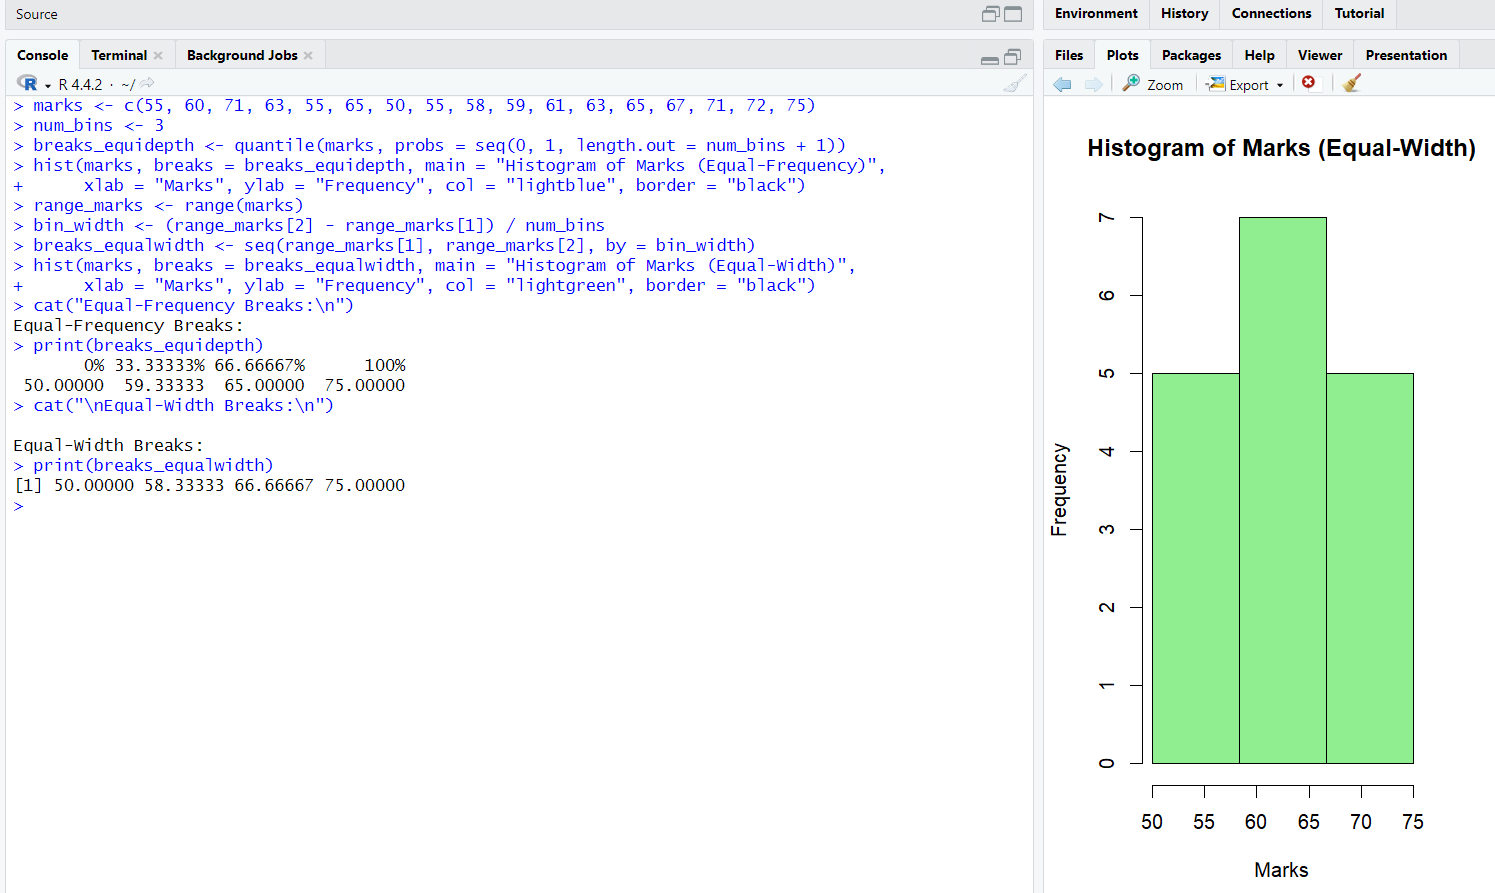 Source
Console Terminal Background Jobs
R 4.4.2 · ~/
> marks <- c(55, 60, 71, 63, 55, 65, 50, 55, 58, 59, 61, 63, 65, 67, 71, 72, 75)
> num_bins <- 3
> breaks_equidepth <- quantile(marks, probs = seq(0, 1, length.out = num_bins + 1))
> hist(marks, breaks = breaks_equidepth, main = "Histogram of Marks (Equal-Frequency)",
+      xlab = "Marks", ylab = "Frequency", col = "lightblue", border = "black")
> range_marks <- range(marks)
> bin_width <- (range_marks[2] - range_marks[1]) / num_bins
> breaks_equalwidth <- seq(range_marks[1], range_marks[2], by = bin_width)
> hist(marks, breaks = breaks_equalwidth, main = "Histogram of Marks (Equal-Width)",
+      xlab = "Marks", ylab = "Frequency", col = "lightgreen", border = "black")
> cat("Equal-Frequency Breaks:\n")
Equal-Frequency Breaks:
> print(breaks_equidepth)
       0% 33.33333% 66.66667%      100%
 50.00000  59.33333  65.00000  75.00000
> cat("\nEqual-Width Breaks:\n")
Equal-Width Breaks:
> print(breaks_equalwidth)
[1] 50.00000 58.33333 66.66667 75.00000
>
Environment History Connections Tutorial
Files Plots Packages Help Viewer Presentation
Zoom Export
Histogram of Marks (Equal-Width)
7
6
5
4
3
2
1
0
Frequency
50 55 60 65 70 75
Marks